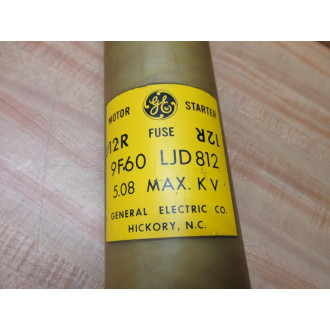 MOTOR GE STARTER
FUSE
12R 12R
9F60 LJD812
5.08 MAX. KV
GENERAL ELECTRIC CO.
HICKORY, N.C.